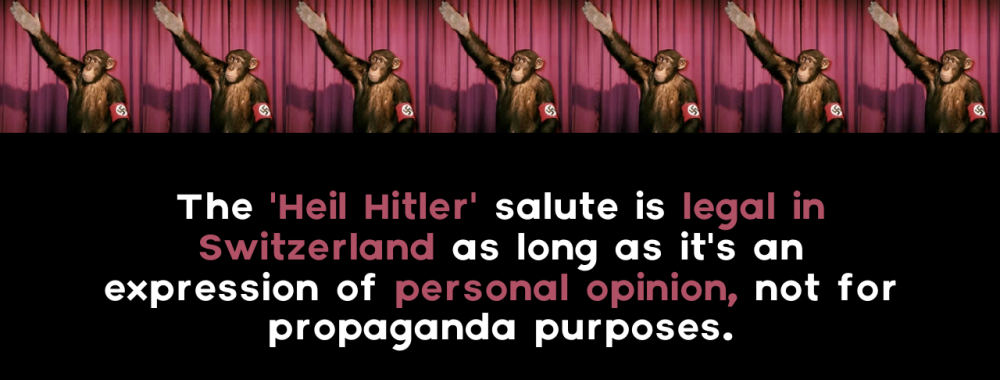 The 'Heil Hitler' salute is legal in
Switzerland as long as it's an
expression of personal opinion, not for
propaganda purposes.